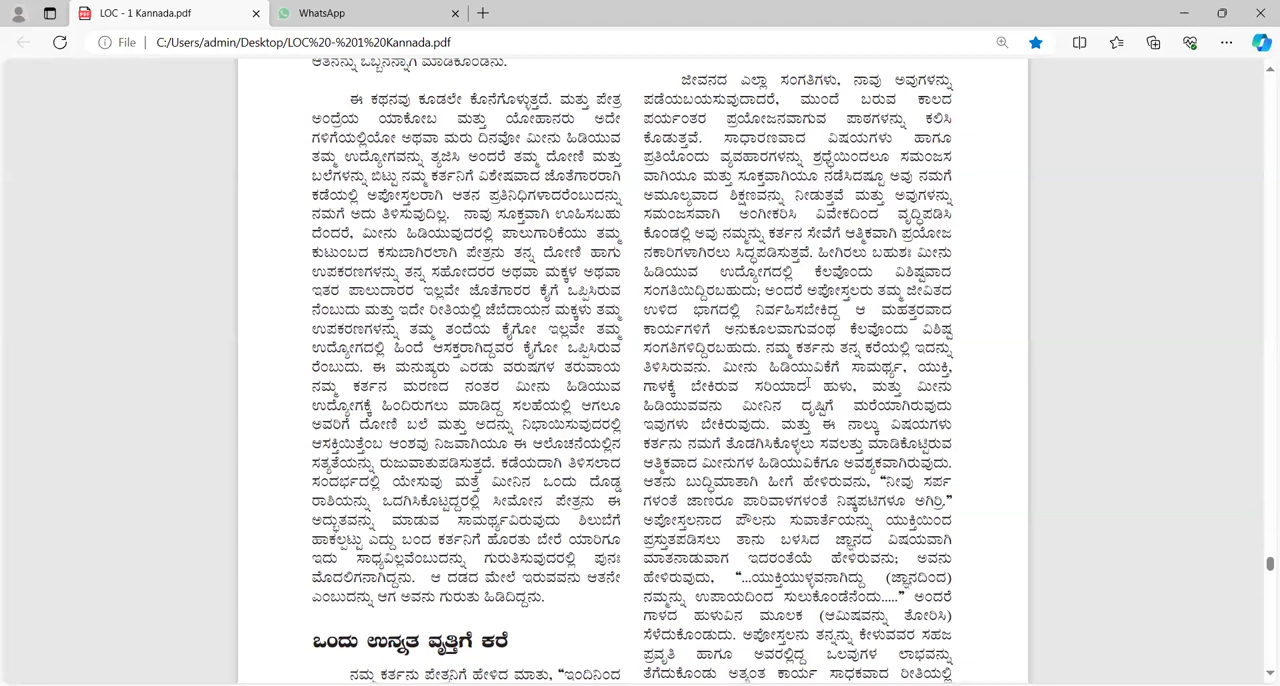 LOC - 1 Kannada.pdf
WhatsApp
File
C:/Users/admin/Desktop/LOC%20-%201%20Kannada.pdf
ಆತನನ್ನು ಒಬ್ಬನನ್ನಾಗಿ ಮಾಡಿಕೊಂಡನು.
ಈ ಕಥನವು ಕೂಡಲೇ ಕೊನೆಗೊಳ್ಳುತ್ತದೆ. ಮತ್ತು ಪೇತ್ರ
ಅಂದ್ರೆಯ ಯಾಕೋಬ ಮತ್ತು ಯೋಹಾನರು ಅದೇ
ಗಳಿಗೆಯಲ್ಲಿಯೋ ಅಥವಾ ಮರು ದಿನವೋ ಮೀನು ಹಿಡಿಯುವ
ತಮ್ಮ ಉದ್ಯೋಗವನ್ನು ತ್ಯಜಿಸಿ ಅಂದರೆ ತಮ್ಮ ದೋಣಿ ಮತ್ತು
ಬಲೆಗಳನ್ನು ಬಿಟ್ಟು ನಮ್ಮ ಕರ್ತನಿಗೆ ವಿಶೇಷವಾದ ಜೊತೆಗಾರರಾಗಿ
ಕಡೆಯಲ್ಲಿ ಅಪೋಸ್ತಲರಾಗಿ ಆತನ ಪ್ರತಿನಿಧಿಗಳಾದರೆಂಬುದನ್ನು
ನಮಗೆ ಅದು ತಿಳಿಸುವುದಿಲ್ಲ. ನಾವು ಸೂಕ್ತವಾಗಿ ಊಹಿಸಬಹು
ದೆಂದರೆ, ಮೀನು ಹಿಡಿಯುವುದರಲ್ಲಿ ಪಾಲುಗಾರಿಕೆಯು ತಮ್ಮ
ಕುಟುಂಬದ ಕಸುಬಾಗಿರಲಾಗಿ ಪೇತ್ರನು ತನ್ನ ದೋಣಿ ಹಾಗು
ಉಪಕರಣಗಳನ್ನು ತನ್ನ ಸಹೋದರರ ಅಥವಾ ಮಕ್ಕಳ ಅಥವಾ
ಇತರ ಪಾಲುದಾರರ ಇಲ್ಲವೇ ಜೊತೆಗಾರರ ಕೈಗೆ ಒಪ್ಪಿಸಿರುವ
ನೆಂಬುದು ಮತ್ತು ಇದೇ ರೀತಿಯಲ್ಲಿ ಜೆಬೆದಾಯನ ಮಕ್ಕಳು ತಮ್ಮ
ಉಪಕರಣಗಳನ್ನು ತಮ್ಮ ತಂದೆಯ ಕೈಗೋ ಇಲ್ಲವೇ ತಮ್ಮ
ಉದ್ಯೋಗದಲ್ಲಿ ಹಿಂದೆ ಆಸಕ್ತರಾಗಿದ್ದವರ ಕೈಗೋ ಒಪ್ಪಿಸಿರುವ
ರೆಂಬುದು. ಈ ಮನುಷ್ಯರು ಎರಡು ವರುಷಗಳ ತರುವಾಯ
ನಮ್ಮ ಕರ್ತನ ಮರಣದ ನಂತರ ಮೀನು ಹಿಡಿಯುವ
ಉದ್ಯೋಗಕ್ಕೆ ಹಿಂದಿರುಗಲು ಮಾಡಿದ್ದ ಸಲಹೆಯಲ್ಲಿ ಆಗಲೂ
ಅವರಿಗೆ ದೋಣಿ ಬಲೆ ಮತ್ತು ಅದನ್ನು ನಿಭಾಯಿಸುವುದರಲ್ಲಿ
ಆಸಕ್ತಿಯಿತ್ತೆಂಬ ಆಂಶವು ನಿಜವಾಗಿಯೂ ಈ ಆಲೋಚನೆಯಲ್ಲಿನ
ಸತ್ಯತೆಯನ್ನು ರುಜುವಾತುಪಡಿಸುತ್ತದೆ. ಕಡೆಯದಾಗಿ ತಿಳಿಸಲಾದ
ಸಂದರ್ಭದಲ್ಲಿ ಯೇಸುವು ಮತ್ತೆ ಮೀನಿನ ಒಂದು ದೊಡ್ಡ
ರಾಶಿಯನ್ನು ಒದಗಿಸಿಕೊಟ್ಟದ್ದರಲ್ಲಿ ಸೀಮೋನ ಪೇತ್ರನು ಈ
ಅದ್ಭುತವನ್ನು ಮಾಡುವ ಸಾಮರ್ಥ್ಯವಿರುವುದು ಶಿಲುಬೆಗೆ
ಹಾಕಲ್ಪಟ್ಟು ಎದ್ದು ಬಂದ ಕರ್ತನಿಗೆ ಹೊರತು ಬೇರೆ ಯಾರಿಗೂ
ಇದು ಸಾಧ್ಯವಿಲ್ಲವೆಂಬುದನ್ನು ಗುರುತಿಸುವುದರಲ್ಲಿ ಪುನಃ
ಮೊದಲಿಗನಾಗಿದ್ದನು. ಆ ದಡದ ಮೇಲೆ ಇರುವವನು ಆತನೇ
ಎಂಬುದನ್ನು ಆಗ ಅವನು ಗುರುತು ಹಿಡಿದಿದ್ದನು.
ಒಂದು ಉನ್ನತ ವೃತ್ತಿಗೆ ಕರೆ
ನಮ್ಮ ಕರ್ತನು ಪೇತ್ರನಿಗೆ ಹೇಳಿದ ಮಾತು, “ಇಂದಿನಿಂದ
ಜೀವನದ ಎಲ್ಲಾ ಸಂಗತಿಗಳು, ನಾವು ಅವುಗಳನ್ನು
ಪಡೆಯಬಯಸುವುದಾದರೆ, ಮುಂದೆ ಬರುವ ಕಾಲದ
ಪರ್ಯಂತರ ಪ್ರಯೋಜನವಾಗುವ ಪಾಠಗಳನ್ನು ಕಲಿಸಿ
ಕೊಡುತ್ತವೆ. ಸಾಧಾರಣವಾದ ವಿಷಯಗಳು ಹಾಗೂ
ಪ್ರತಿಯೊಂದು ವ್ಯವಹಾರಗಳನ್ನು ಶ್ರದ್ಧೆಯಿಂದಲೂ ಸಮಂಜಸ
ವಾಗಿಯೂ ಮತ್ತು ಸೂಕ್ತವಾಗಿಯೂ ನಡೆಸಿದಷ್ಟೂ ಅವು ನಮಗೆ
ಅಮೂಲ್ಯವಾದ ಶಿಕ್ಷಣವನ್ನು ನೀಡುತ್ತವೆ ಮತ್ತು ಅವುಗಳನ್ನು
ಸಮಂಜಸವಾಗಿ ಅಂಗೀಕರಿಸಿ ವಿವೇಕದಿಂದ ವೃದ್ಧಿಪಡಿಸಿ
ಕೊಂಡಲ್ಲಿ ಅವು ನಮ್ಮನ್ನು ಕರ್ತನ ಸೇವೆಗೆ ಆತ್ಮಿಕವಾಗಿ ಪ್ರಯೋಜ
ನಕಾರಿಗಳಾಗಿರಲು ಸಿದ್ಧಪಡಿಸುತ್ತವೆ. ಹೀಗಿರಲು ಬಹುಶಃ ಮೀನು
ಹಿಡಿಯುವ ಉದ್ಯೋಗದಲ್ಲಿ ಕೆಲವೊಂದು ವಿಶಿಷ್ಟವಾದ
ಸಂಗತಿಯಿದ್ದಿರಬಹುದು; ಅಂದರೆ ಅಪೋಸ್ತಲರು ತಮ್ಮ ಜೀವಿತದ
ಉಳಿದ ಭಾಗದಲ್ಲಿ ನಿರ್ವಹಿಸಬೇಕಿದ್ದ ಆ ಮಹತ್ತರವಾದ
ಕಾರ್ಯಗಳಿಗೆ ಅನುಕೂಲವಾಗುವಂಥ ಕೆಲವೊಂದು ವಿಶಿಷ್ಟ
ಸಂಗತಿಗಳಿದ್ದಿರಬಹುದು. ನಮ್ಮ ಕರ್ತನು ತನ್ನ ಕರೆಯಲ್ಲಿ ಇದನ್ನು
ತಿಳಿಸಿರುವನು. ಮೀನು ಹಿಡಿಯುವಿಕೆಗೆ ಸಾಮರ್ಥ್ಯ, ಯುಕ್ತಿ,
ಗಾಳಕ್ಕೆ ಬೇಕಿರುವ ಸರಿಯಾದ ಹುಳು, ಮತ್ತು ಮೀನು
ಹಿಡಿಯುವವನು ಮೀನಿನ ದೃಷ್ಟಿಗೆ ಮರೆಯಾಗಿರುವುದು
ಇವುಗಳು ಬೇಕಿರುವುದು. ಮತ್ತು ಈ ನಾಲ್ಕು ವಿಷಯಗಳು
ಕರ್ತನು ನಮಗೆ ತೊಡಗಿಸಿಕೊಳ್ಳಲು ಸವಲತ್ತು ಮಾಡಿಕೊಟ್ಟಿರುವ
ಆತ್ಮಿಕವಾದ ಮೀನುಗಳ ಹಿಡಿಯುವಿಕೆಗೂ ಅವಶ್ಯಕವಾಗಿರುವುದು.
ಆತನು ಬುದ್ಧಿಮಾತಾಗಿ ಹೀಗೆ ಹೇಳಿರುವನು, “ನೀವು ಸರ್ಪ
ಗಳಂತೆ ಜಾಣರೂ ಪಾರಿವಾಳಗಳಂತೆ ನಿಷ್ಕಪಟಿಗಳೂ ಅಗಿರ್ರಿ.”
ಅಪೋಸ್ತಲನಾದ ಪೌಲನು ಸುವಾರ್ತೆಯನ್ನು ಯುಕ್ತಿಯಿಂದ
ಪ್ರಸ್ತುತಪಡಿಸಲು ತಾನು ಬಳಸಿದ ಜ್ಞಾನದ ವಿಷಯವಾಗಿ
ಮಾತನಾಡುವಾಗ ಇದರಂತೆಯೆ ಹೇಳಿರುವನು; ಅವನು
ಹೇಳಿರುವುದು, “...ಯುಕ್ತಿಯುಳ್ಳವನಾಗಿದ್ದು (ಜ್ಞಾನದಿಂದ)
ನಮ್ಮನ್ನು ಉಪಾಯದಿಂದ ಸುಲುಕೊಂಡೆನೆಂದು.....” ಅಂದರೆ
ಗಾಳದ ಹುಳುವಿನ ಮೂಲಕ (ಆಮಿಷವನ್ನು ತೋರಿಸಿ)
ಸೆಳೆದುಕೊಂಡುದು. ಅಪೋಸ್ತಲನು ತನ್ನನ್ನು ಕೇಳುವವರ ಸಹಜ
ಪ್ರವೃತಿ ಹಾಗೂ ಅವರಲ್ಲಿದ್ದ ಒಲವುಗಳ ಲಾಭವನ್ನು
ತೆಗೆದುಕೊಂಡು ಅತ್ಯಂತ ಕಾರ್ಯ ಸಾಧಕವಾದ ರೀತಿಯಲ್ಲಿ